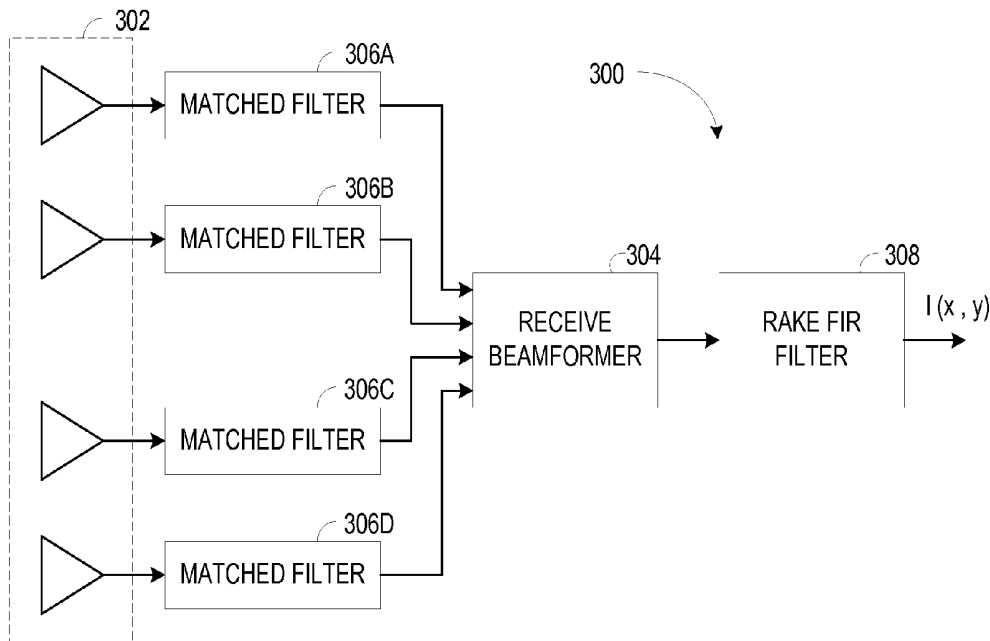 302
306A
MATCHED FILTER
300
306B
MATCHED FILTER
304
308
RECEIVE
BEAMFORMER
RAKE FIR
FILTER
I (x , y)
306C
MATCHED FILTER
306D
MATCHED FILTER